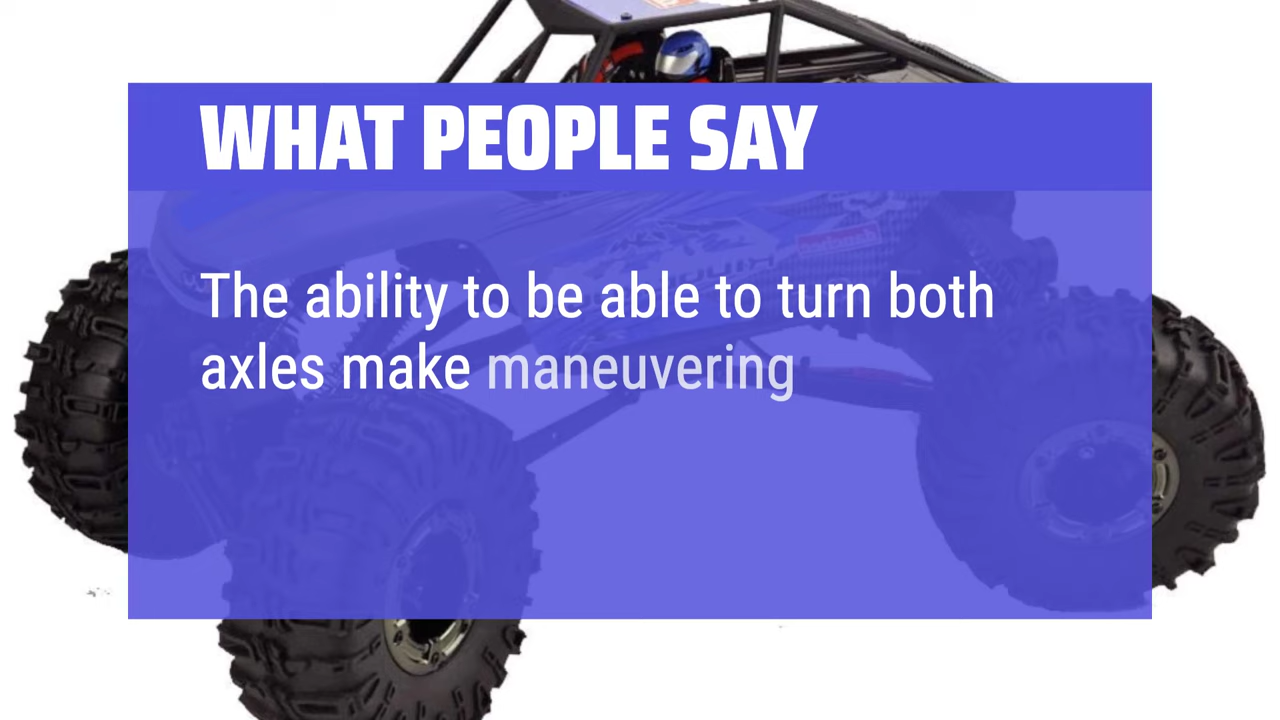 WHAT PEOPLE SAY
The ability to be able to turn both
axles make maneuvering